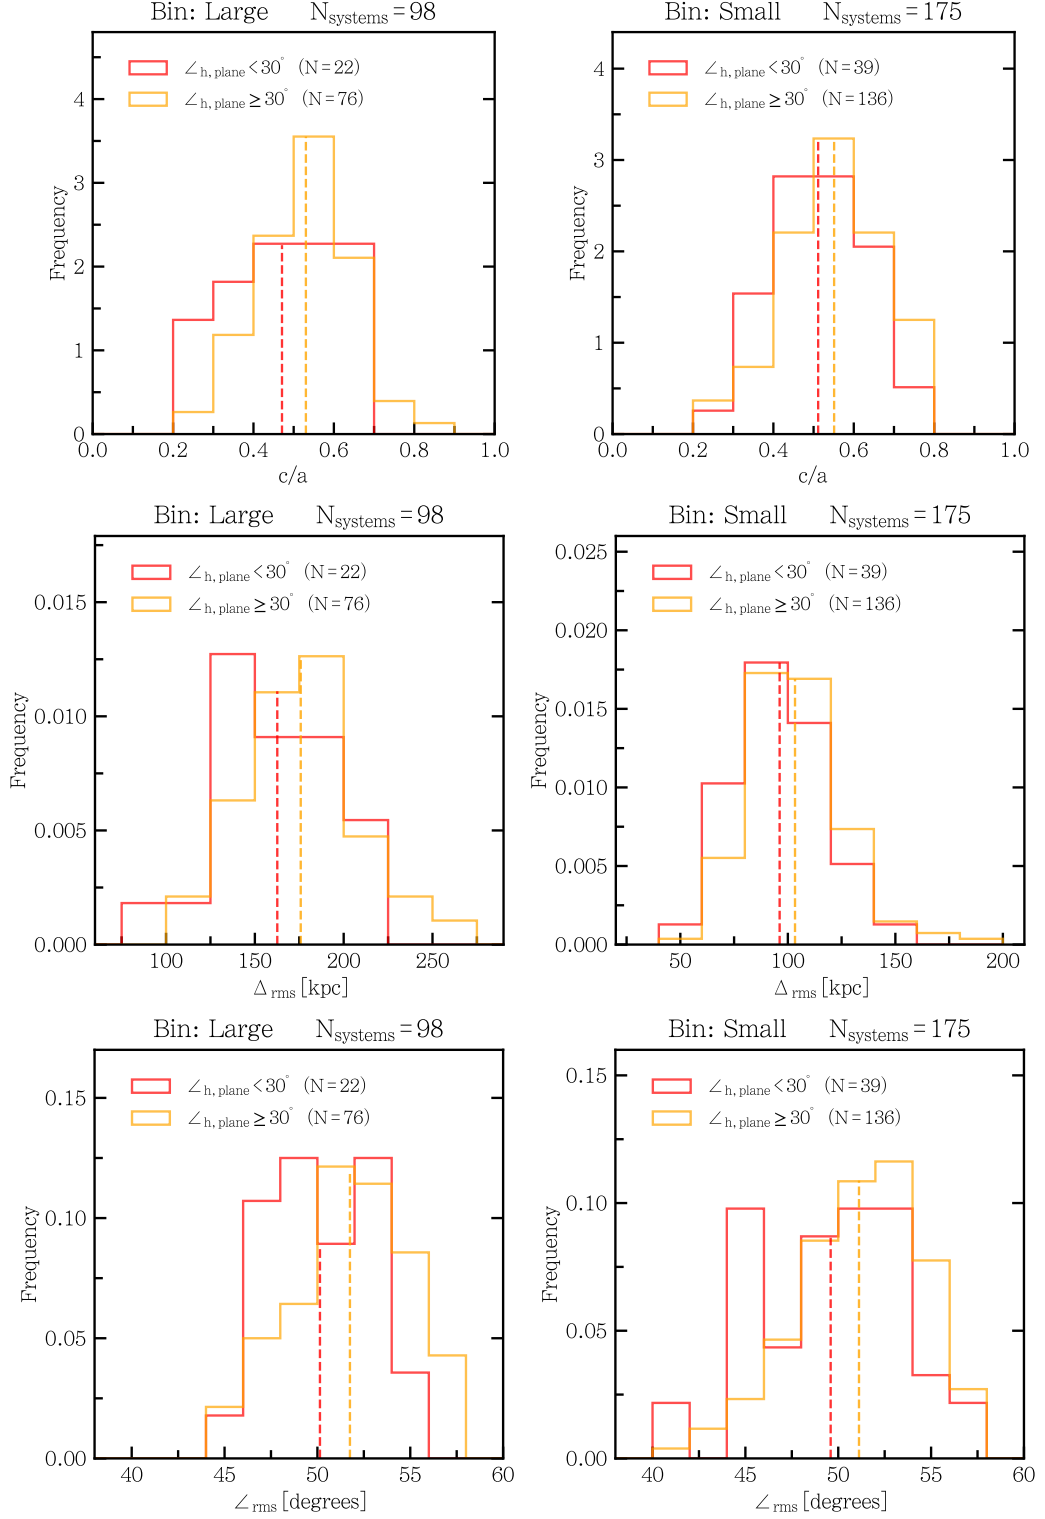 Bin: Large N_systems = 98
∠h, plane < 30° (N = 22)
∠h, plane ≥ 30° (N = 76)
4
3
2
1
0
Frequency
0.0 0.2 0.4 0.6 0.8 1.0
c/a
Bin: Small N_systems = 175
∠h, plane < 30° (N = 39)
∠h, plane ≥ 30° (N = 136)
4
3
2
1
0
Frequency
0.0 0.2 0.4 0.6 0.8 1.0
c/a
Bin: Large N_systems = 98
∠h, plane < 30° (N = 22)
∠h, plane ≥ 30° (N = 76)
0.015
0.010
0.005
0.000
Frequency
100 150 200 250
Δrms [kpc]
Bin: Small N_systems = 175
∠h, plane < 30° (N = 39)
∠h, plane ≥ 30° (N = 136)
0.025
0.020
0.015
0.010
0.005
0.000
Frequency
50 100 150 200
Δrms [kpc]
Bin: Large N_systems = 98
∠h, plane < 30° (N = 22)
∠h, plane ≥ 30° (N = 76)
0.15
0.10
0.05
0.00
Frequency
40 45 50 55 60
∠rms [degrees]
Bin: Small N_systems = 175
∠h, plane < 30° (N = 39)
∠h, plane ≥ 30° (N = 136)
0.15
0.10
0.05
0.00
Frequency
40 45 50 55 60
∠rms [degrees]